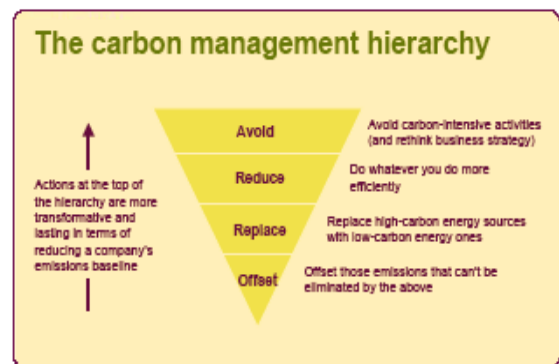 The carbon management hierarchy
Actions at the top of
the hierarchy are more
transformative and
lasting in terms of
reducing a company's
emissions baseline
Avoid
Avoid carbon-intensive activities
(and rethink business strategy)
Reduce
Do whatever you do more
efficiently
Replace
Replace high-carbon energy sources
with low-carbon energy ones
Offset
Offset those emissions that can't be
eliminated by the above